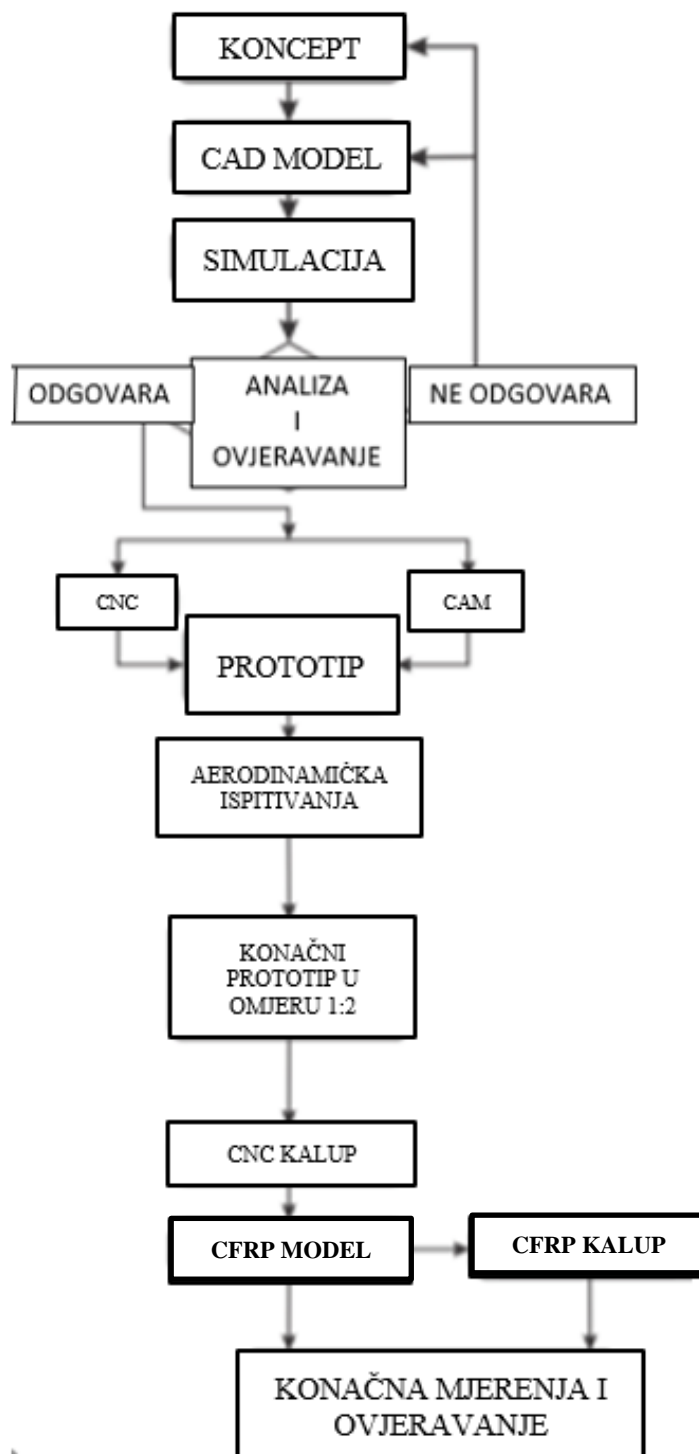 KONCEPT
CAD MODEL
SIMULACIJA
ODGOVARA
ANALIZA
I
OVJERAVANJE
NE ODGOVARA
CNC
CAM
PROTOTIP
AERODINAMIČKA
ISPITIVANJA
KONAČNI
PROTOTIP U
OMJERU 1:2
CNC KALUP
CFRP MODEL
CFRP KALUP
KONAČNA MJERENJA I
OVJERAVANJE